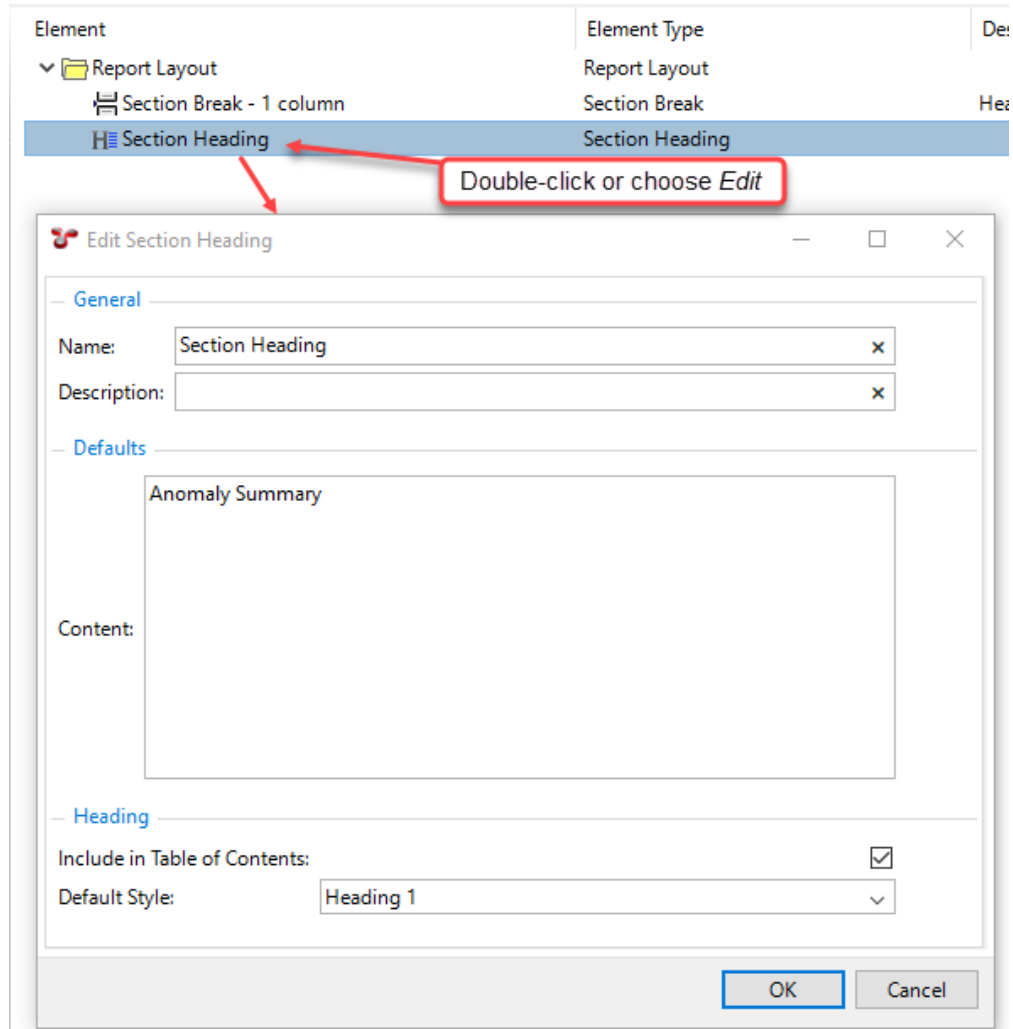 Element Element Type Des
Report Layout Report Layout
Section Break - 1 column Section Break Hea
Section Heading Section Heading
Double-click or choose Edit
Edit Section Heading
General
Name: Section Heading
Description:
Defaults
Anomaly Summary
Content:
Heading
Include in Table of Contents:
Default Style: Heading 1
OK Cancel